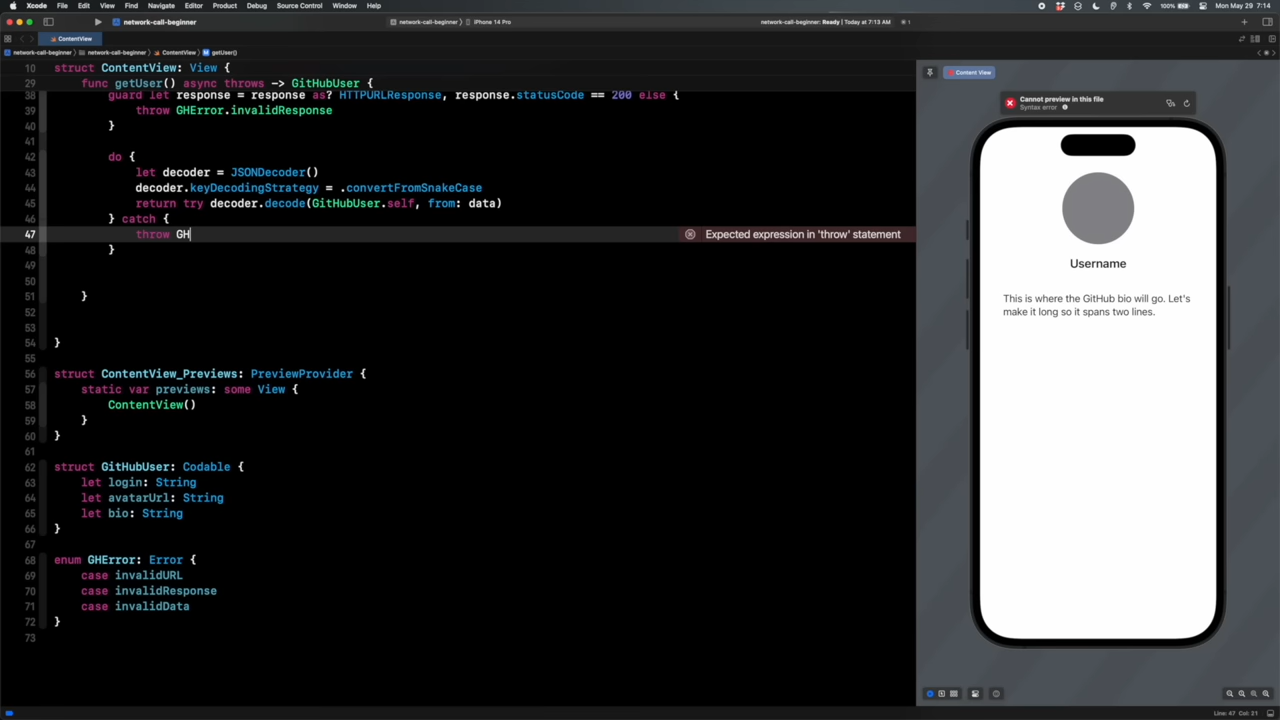 Xcode File Edit View Find Navigate Editor Product Debug Source Control Window Help
100% Mon May 29 7:14
network-call-beginner
network-call-beginner iPhone 14 Pro
network-call-beginner: Ready | Today at 7:13 AM
1
ContentView
network-call-beginner network-call-beginner ContentView ContentView getUser()
10 struct ContentView: View {
29 func getUser() async throws -> GitHubUser {
38 guard let response = response as? HTTPURLResponse, response.statusCode == 200 else {
39 throw GHError.invalidResponse
40 }
41
42 do {
43 let decoder = JSONDecoder()
44 decoder.keyDecodingStrategy = .convertFromSnakeCase
45 return try decoder.decode(GitHubUser.self, from: data)
46 } catch {
47 throw GH
Expected expression in 'throw' statement
48 }
49
50
51 }
52
53
54 }
55
56 struct ContentView_Previews: PreviewProvider {
57 static var previews: some View {
58 ContentView()
59 }
60 }
61
62 struct GitHubUser: Codable {
63 let login: String
64 let avatarUrl: String
65 let bio: String
66 }
67
68 enum GHError: Error {
69 case invalidURL
70 case invalidResponse
71 case invalidData
72 }
73
Content View
Cannot preview in this file
Syntax error
Username
This is where the GitHub bio will go. Let's
make it long so it spans two lines.
Line: 47 Col: 21